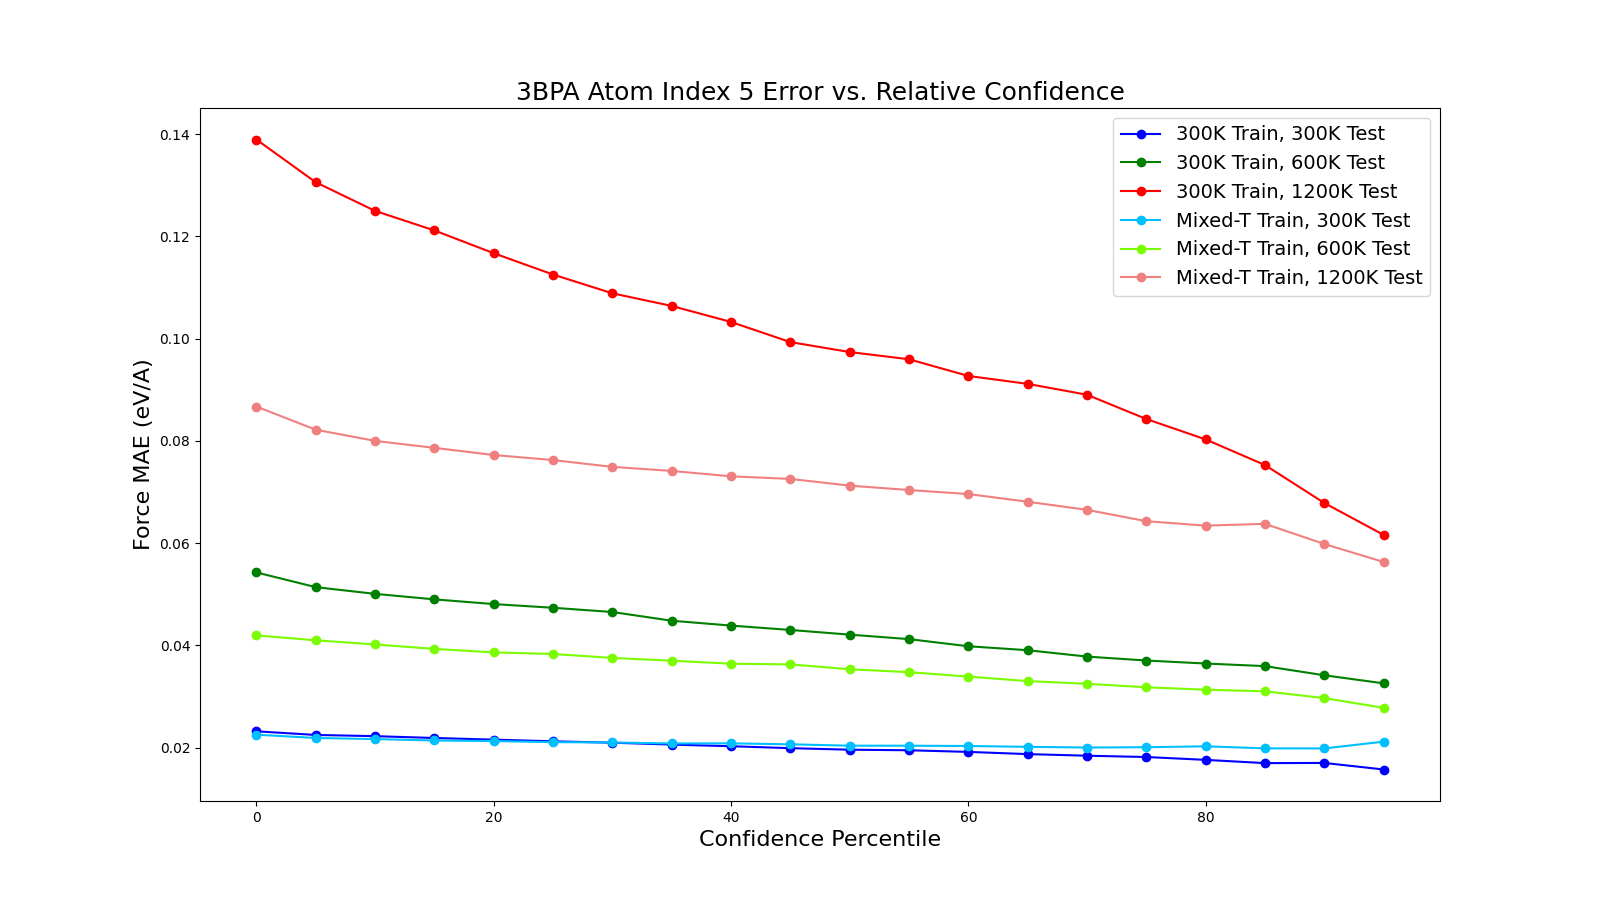 3BPA Atom Index 5 Error vs. Relative Confidence
0.14
0.12
0.10
0.08
0.06
0.04
0.02
Force MAE (eV/A)
300K Train, 300K Test
300K Train, 600K Test
300K Train, 1200K Test
Mixed-T Train, 300K Test
Mixed-T Train, 600K Test
Mixed-T Train, 1200K Test
0 20 40 60 80
Confidence Percentile